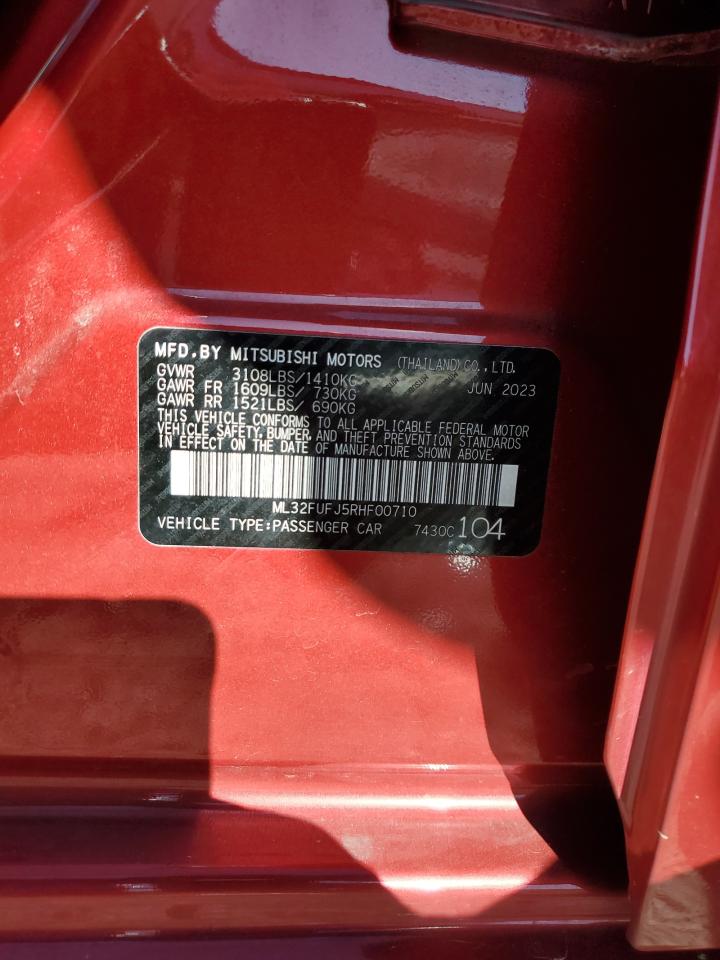 MFD.BY MITSUBISHI MOTORS (THAILAND)CO.,LTD.
GVWR 3108LBS/1410KG JUN 2023
GAWR FR 1609LBS/ 730KG
GAWR RR 1521LBS/ 690KG
THIS VEHICLE CONFORMS TO ALL APPLICABLE FEDERAL MOTOR
VEHICLE SAFETY, BUMPER, AND THEFT PREVENTION STANDARDS
IN EFFECT ON THE DATE OF MANUFACTURE SHOWN ABOVE.
ML32FUFJ5RHF00710
VEHICLE TYPE:PASSENGER CAR 7430C104